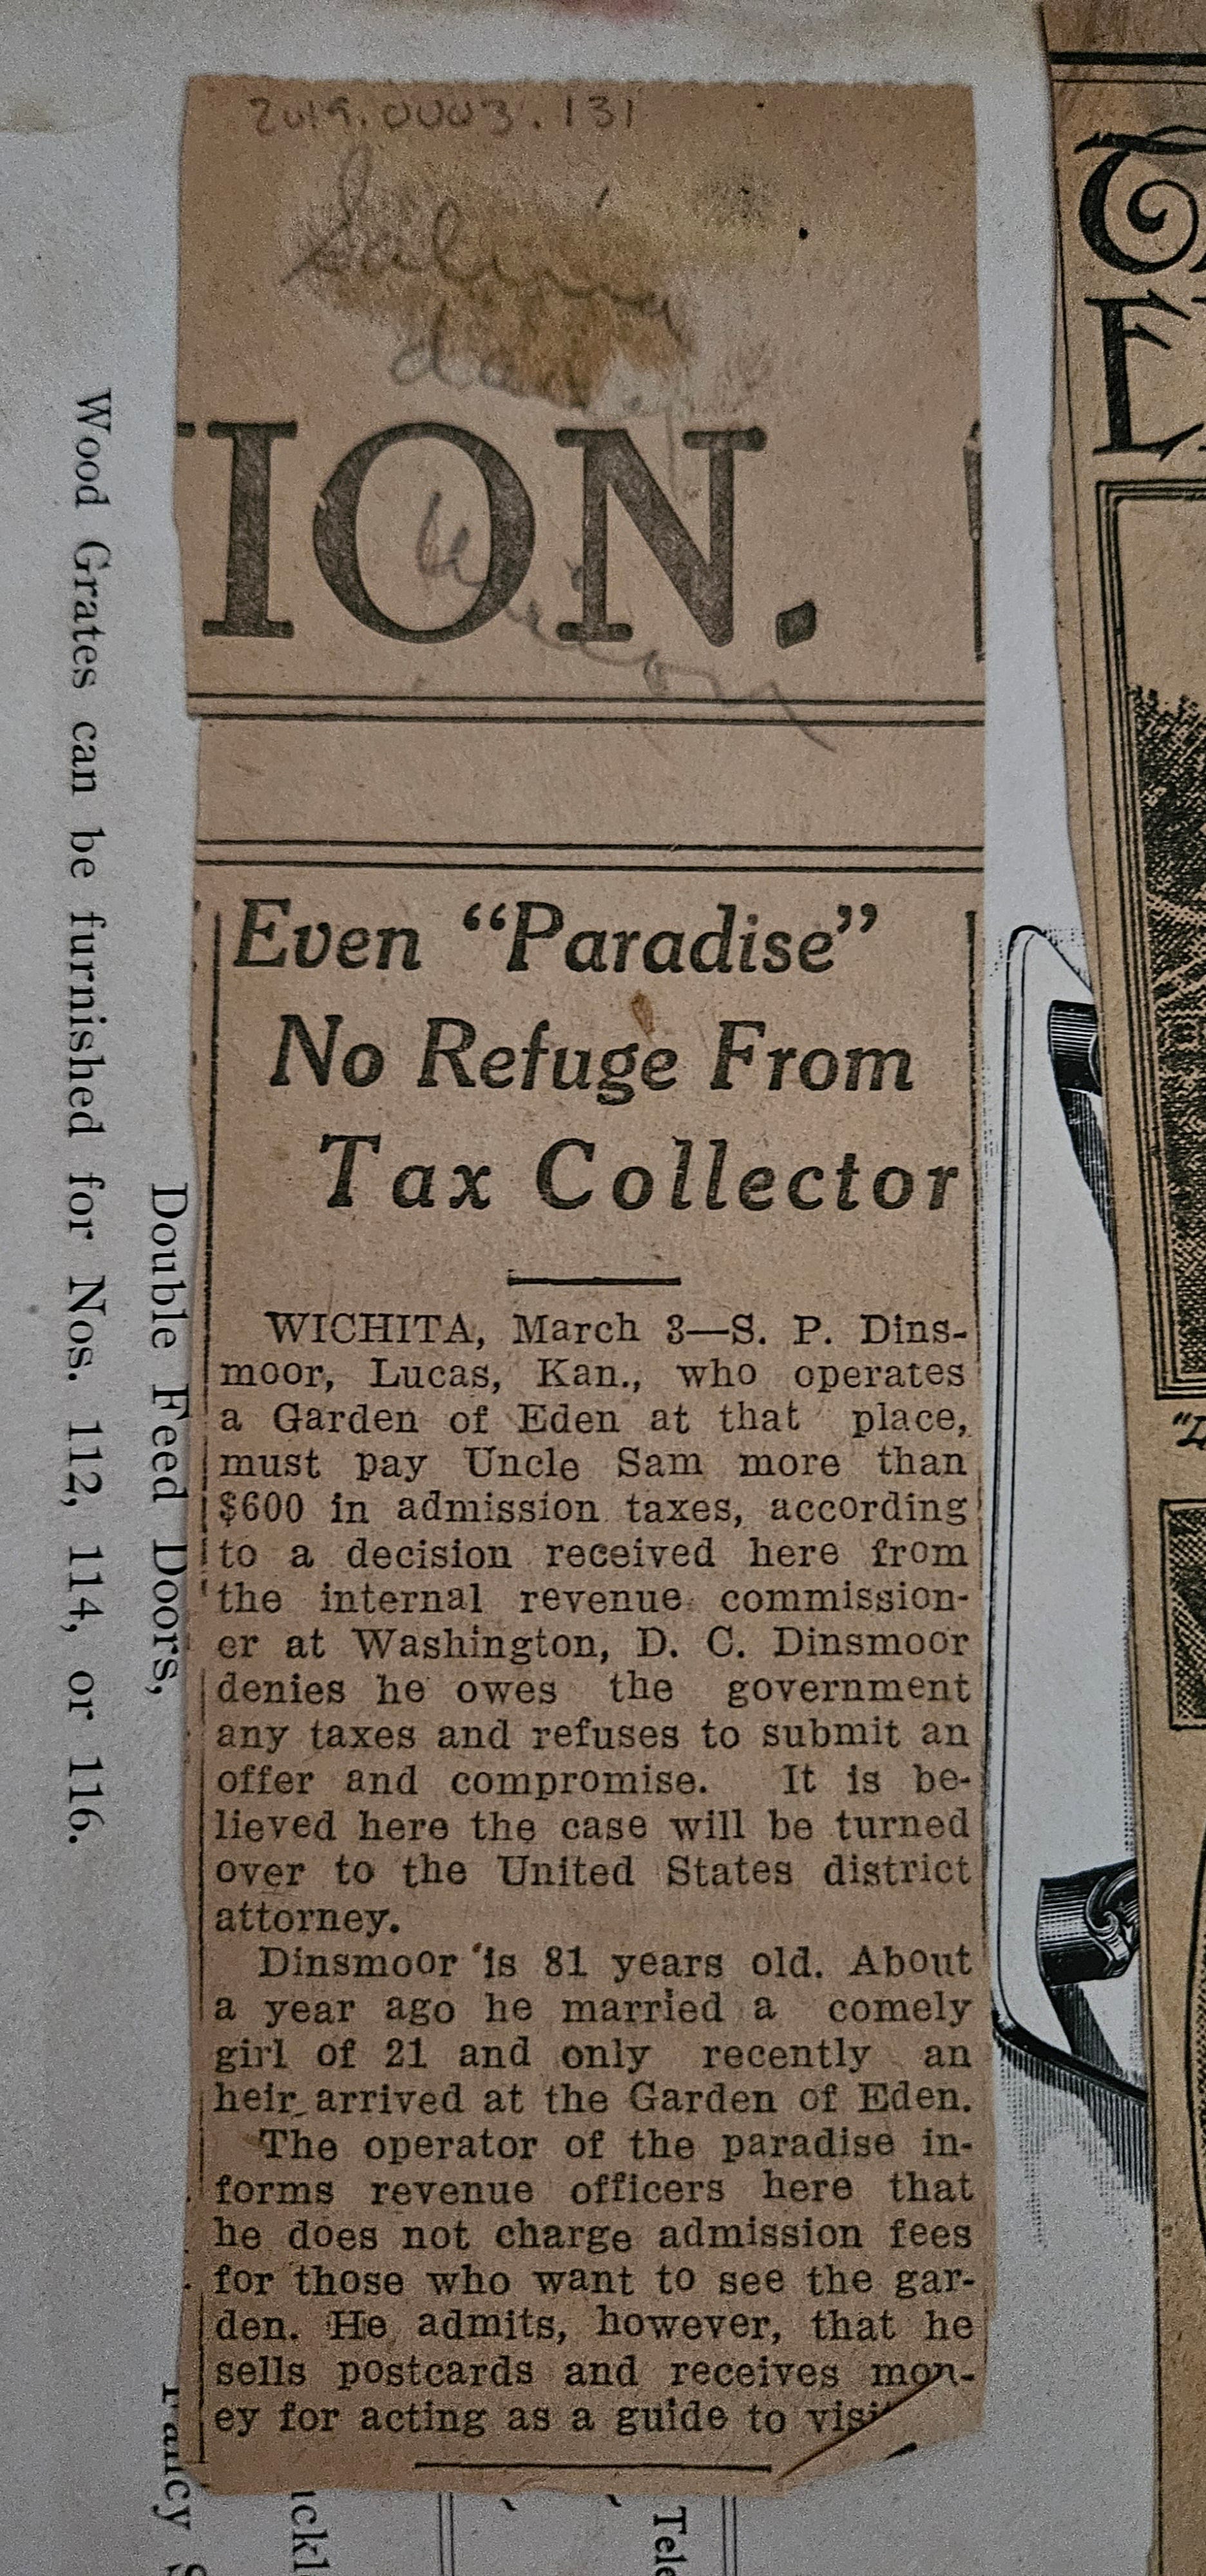 2019.0003.131
Salina
ION.
Even “Paradise”
No Refuge From
Tax Collector
WICHITA, March 3—S. P. Dins-
moor, Lucas, Kan., who operates
a Garden of Eden at that place,
must pay Uncle Sam more than
$600 in admission taxes, according
to a decision received here from
the internal revenue commission-
er at Washington, D. C. Dinsmoor
denies he owes the government
any taxes and refuses to submit an
offer and compromise. It is be-
lieved here the case will be turned
over to the United States district
attorney.
Dinsmoor is 81 years old. About
a year ago he married a comely
girl of 21 and only recently an
heir arrived at the Garden of Eden.
The operator of the paradise in-
forms revenue officers here that
he does not charge admission fees
for those who want to see the gar-
den. He admits, however, that he
sells postcards and receives mon-
ey for acting as a guide to visit
Wood Grates can be furnished for Nos. 112, 114, or 116.
Double Feed Doors,
Tele